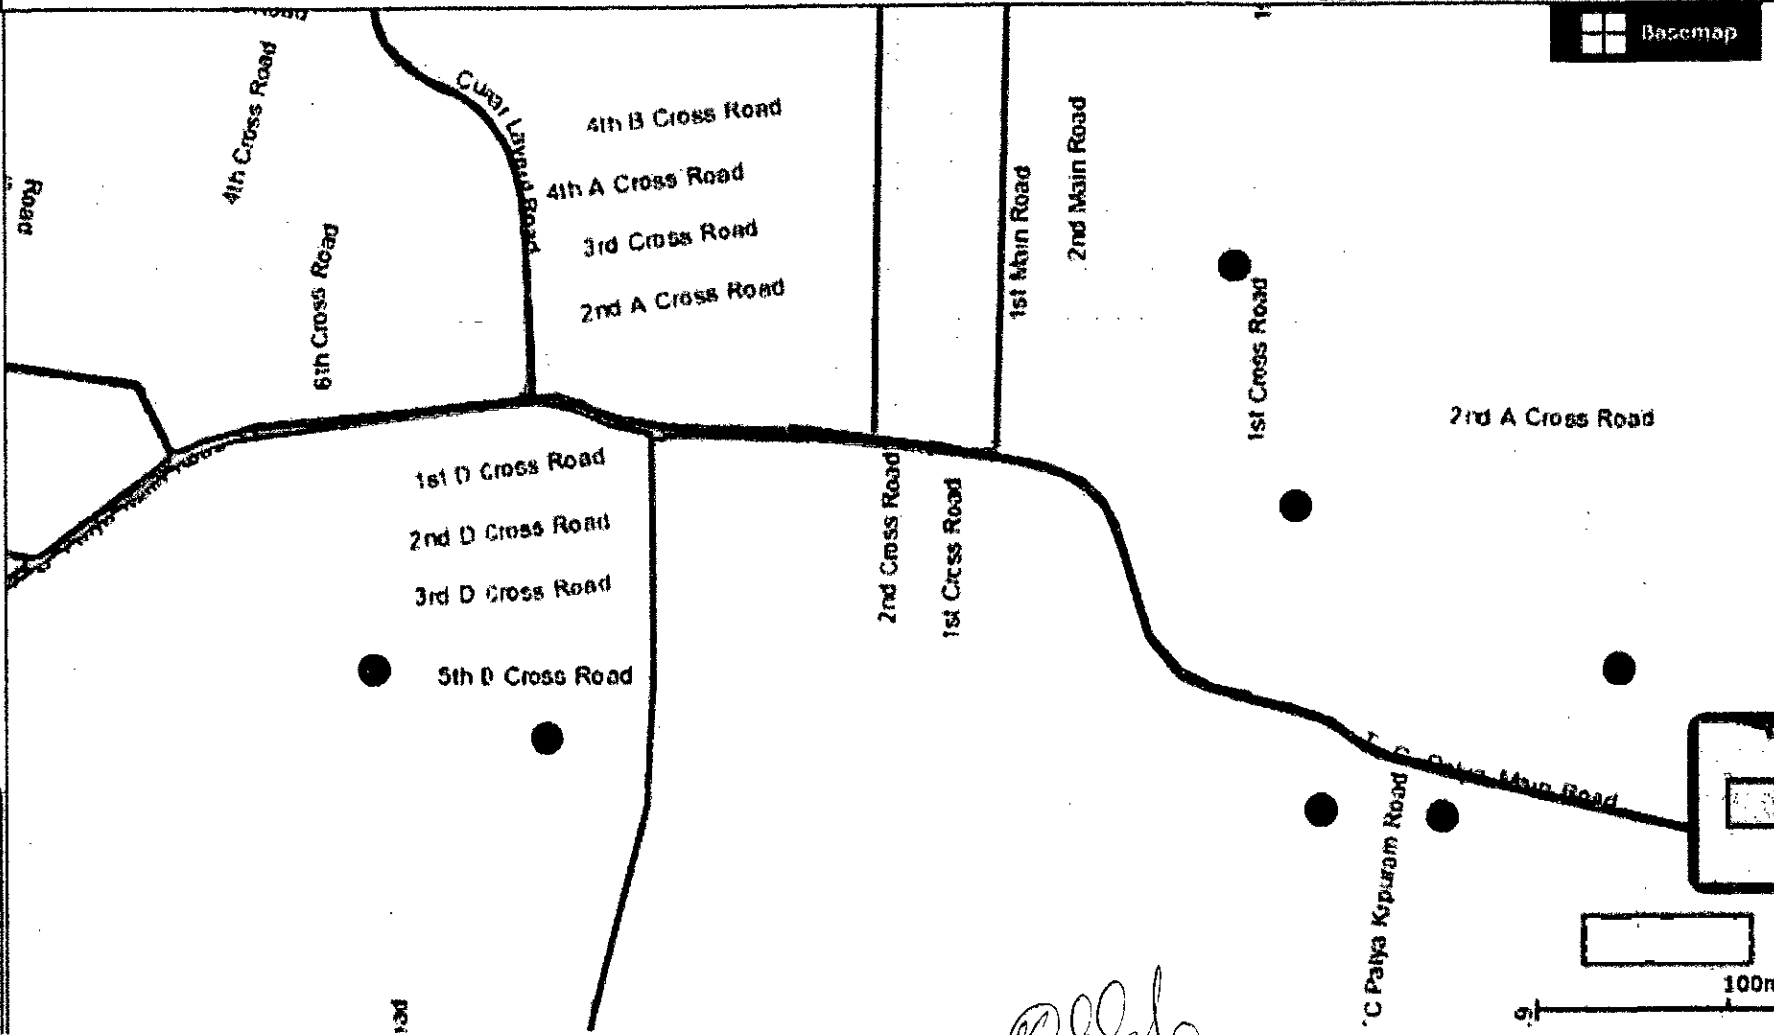 Basemap
4th Cross Road
Road
6th Cross Road
4th B Cross Road
4th A Cross Road
3rd Cross Road
2nd A Cross Road
1st Main Road
2nd Main Road
1st Cross Road
2nd A Cross Road
1st D Cross Road
2nd D Cross Road
3rd D Cross Road
5th D Cross Road
2nd Cross Road
1st Cross Road
Main Road
C Palya
100m